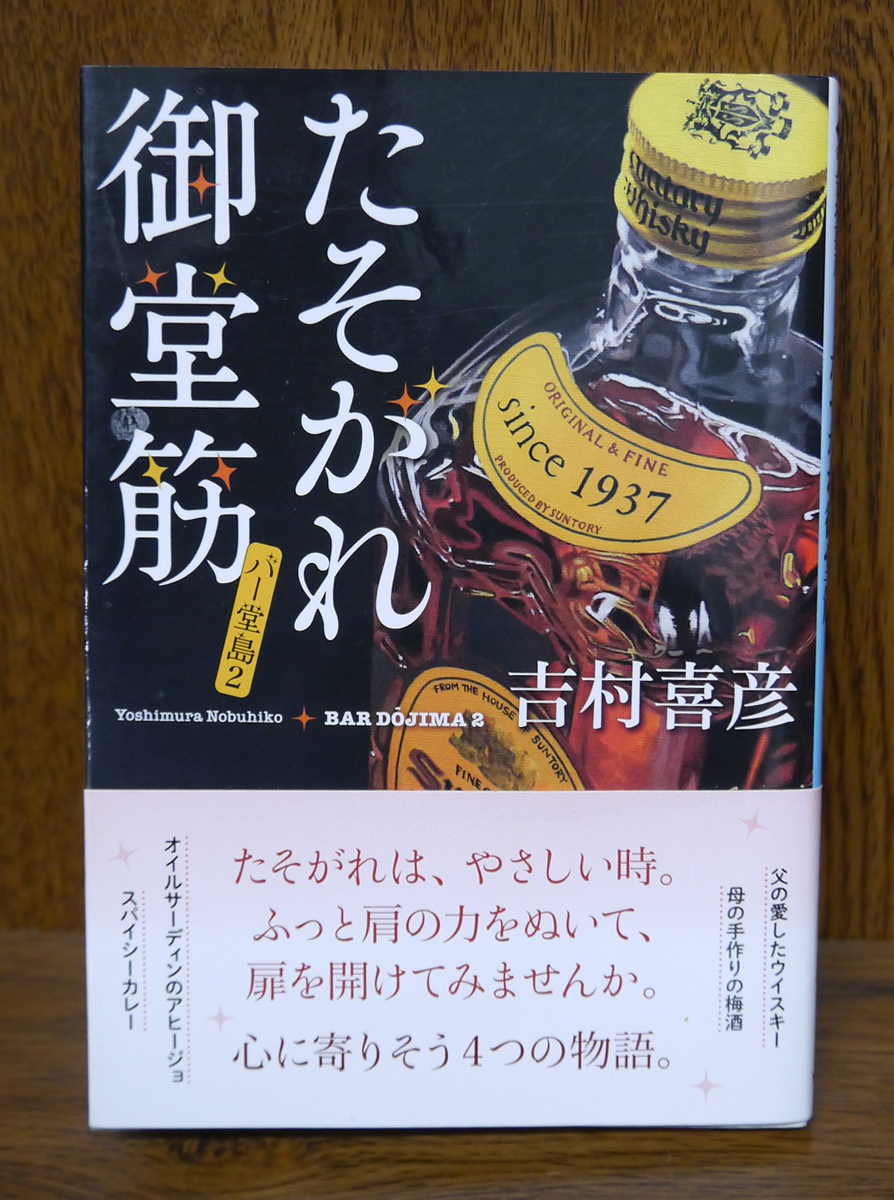 たそがれ
御堂筋
バー堂島2
suntory
whisky
ORIGINAL & FINE
since 1937
PRODUCED BY SUNTORY
吉村喜彦
Yoshimura Nobuhiko
BAR DŌJIMA 2
FROM THE HOUSE OF SUNTORY
父の愛したウイスキー
母の手作りの梅酒
たそがれは、やさしい時。
ふっと肩の力をぬいて、
扉を開けてみませんか。
心に寄りそう4つの物語。
オイルサーディンのアヒージョ
スパイシーカレー